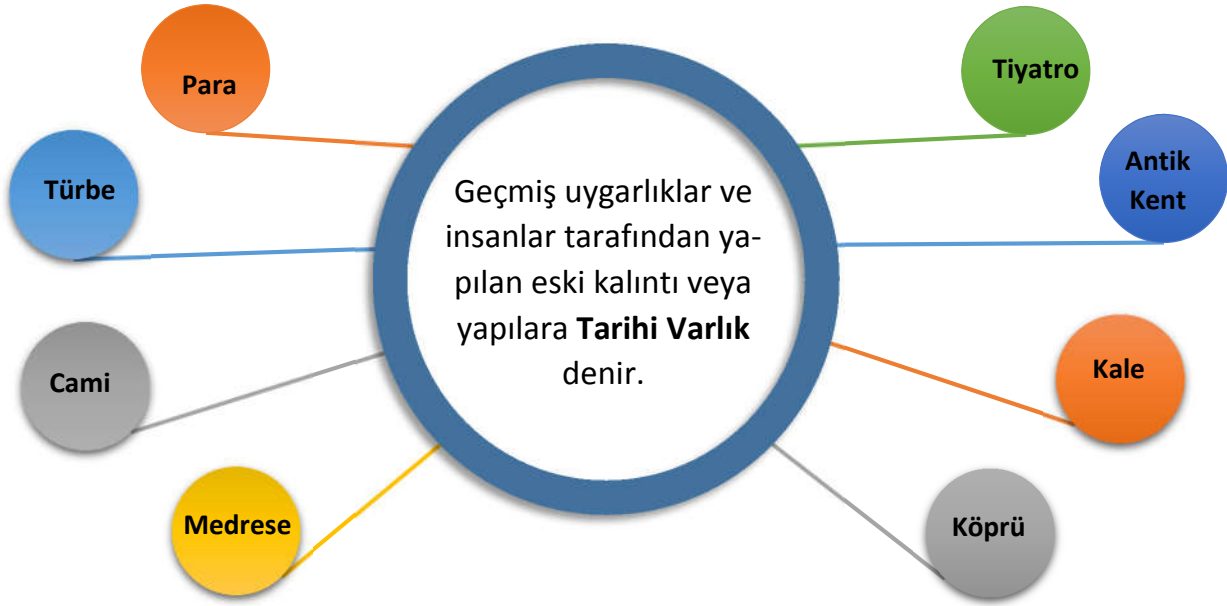 Para
Tiyatro
Türbe
Antik
Kent
Geçmiş uygarlıklar ve
insanlar tarafından ya-
pılan eski kalıntı veya
yapılara Tarihi Varlık
denir.
Cami
Kale
Medrese
Köprü